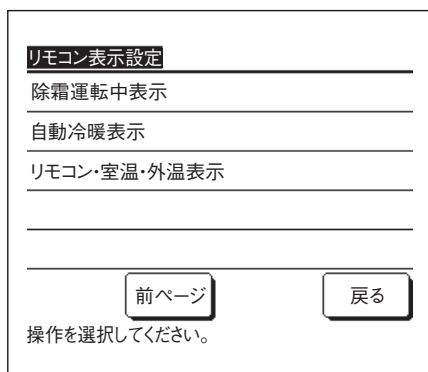 リモコン表示設定
除霜運転中表示
自動冷暖表示
リモコン・室温・外温表示
前ページ 戻る
操作を選択してください。